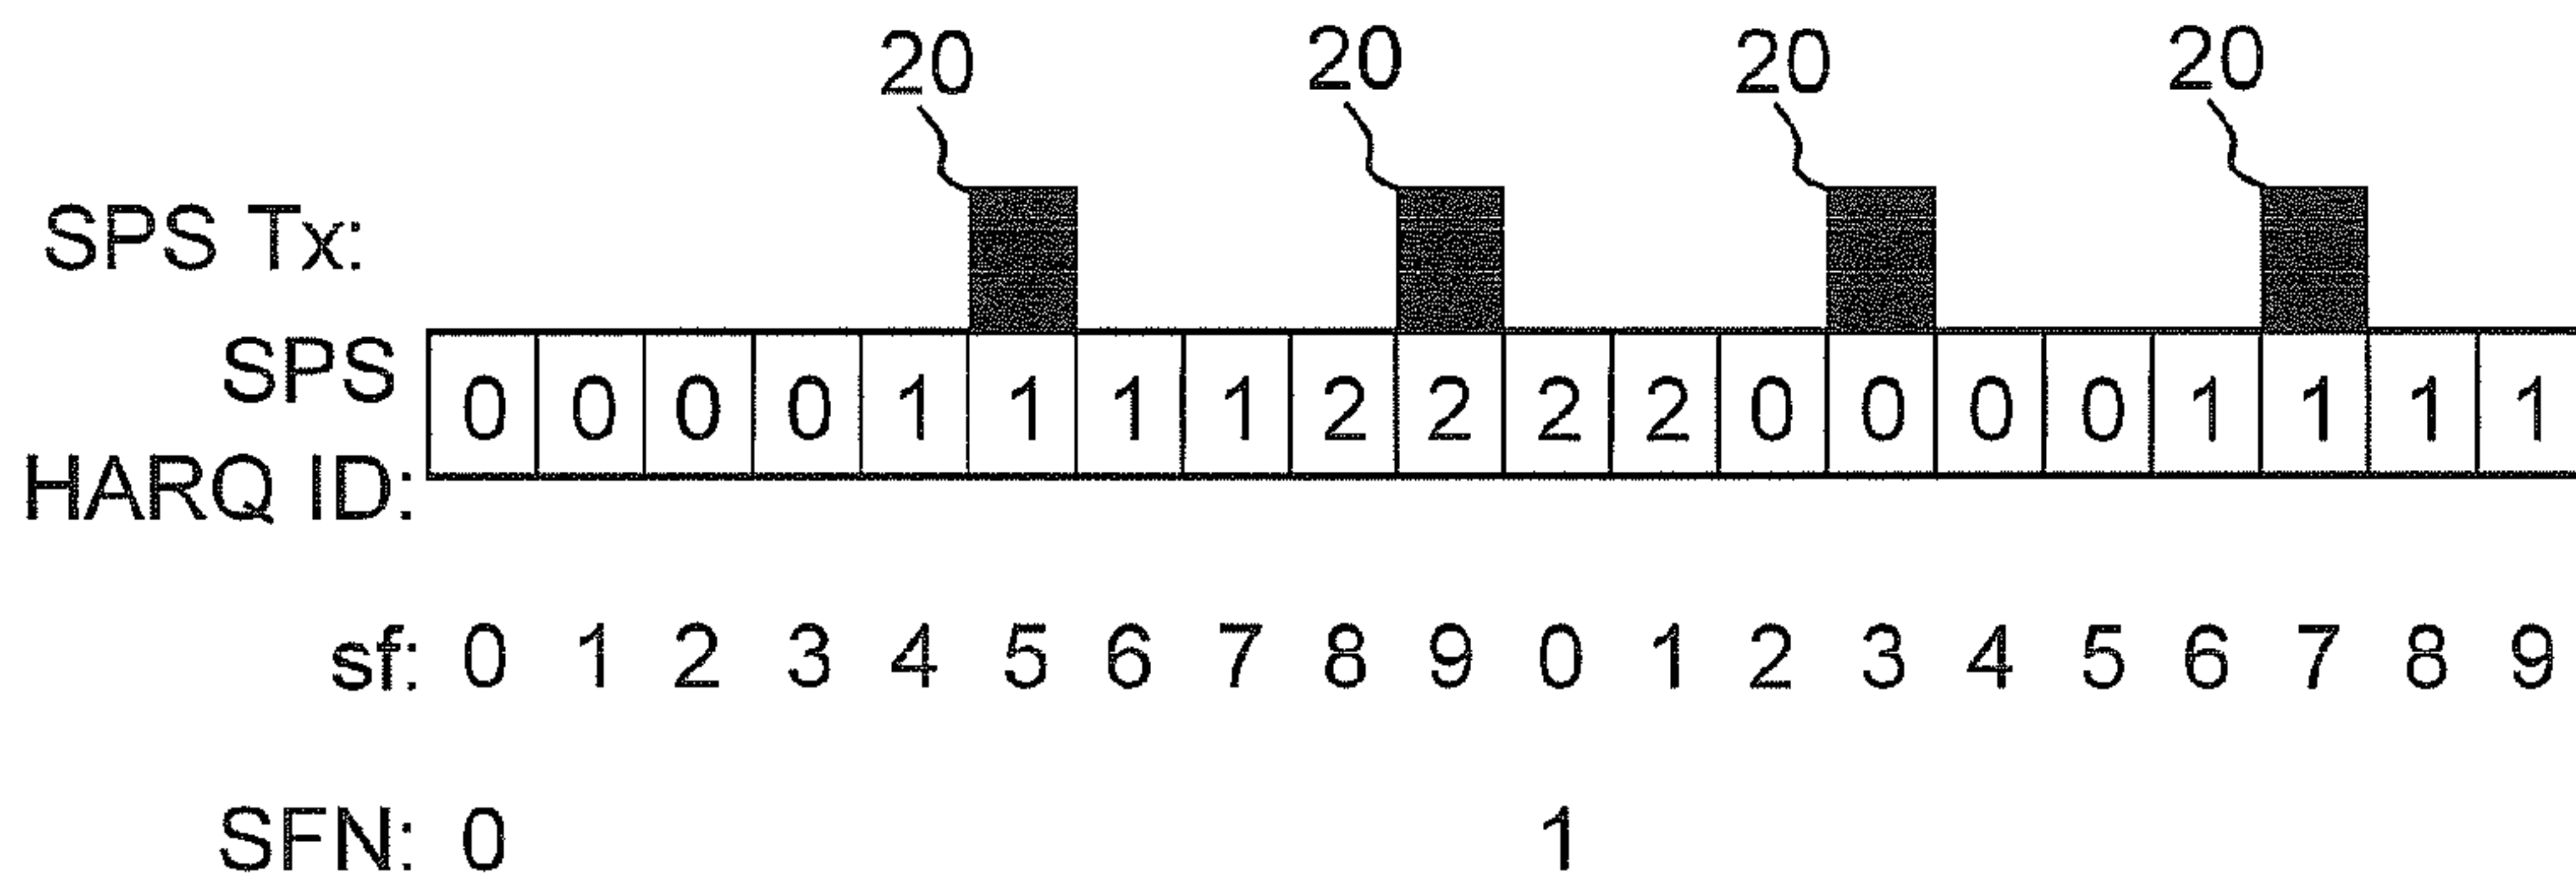 20 20 20 20
SPS Tx:
SPS
HARQ ID:
0 0 0 0 1 1 1 1 2 2 2 2 0 0 0 0 1 1 1 1
sf: 0 1 2 3 4 5 6 7 8 9 0 1 2 3 4 5 6 7 8 9
SFN: 0 1